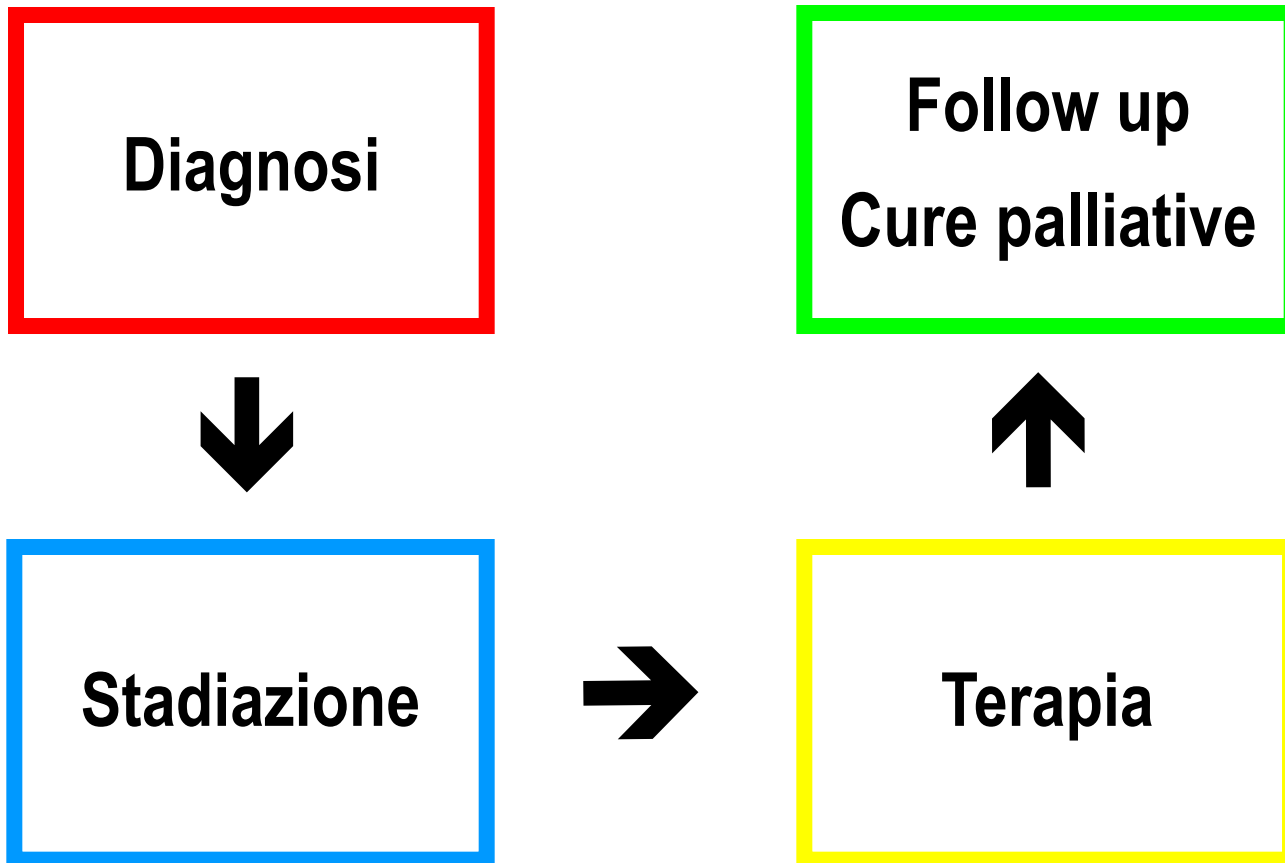 Diagnosi
Follow up
Cure palliative
Stadiazione
Terapia